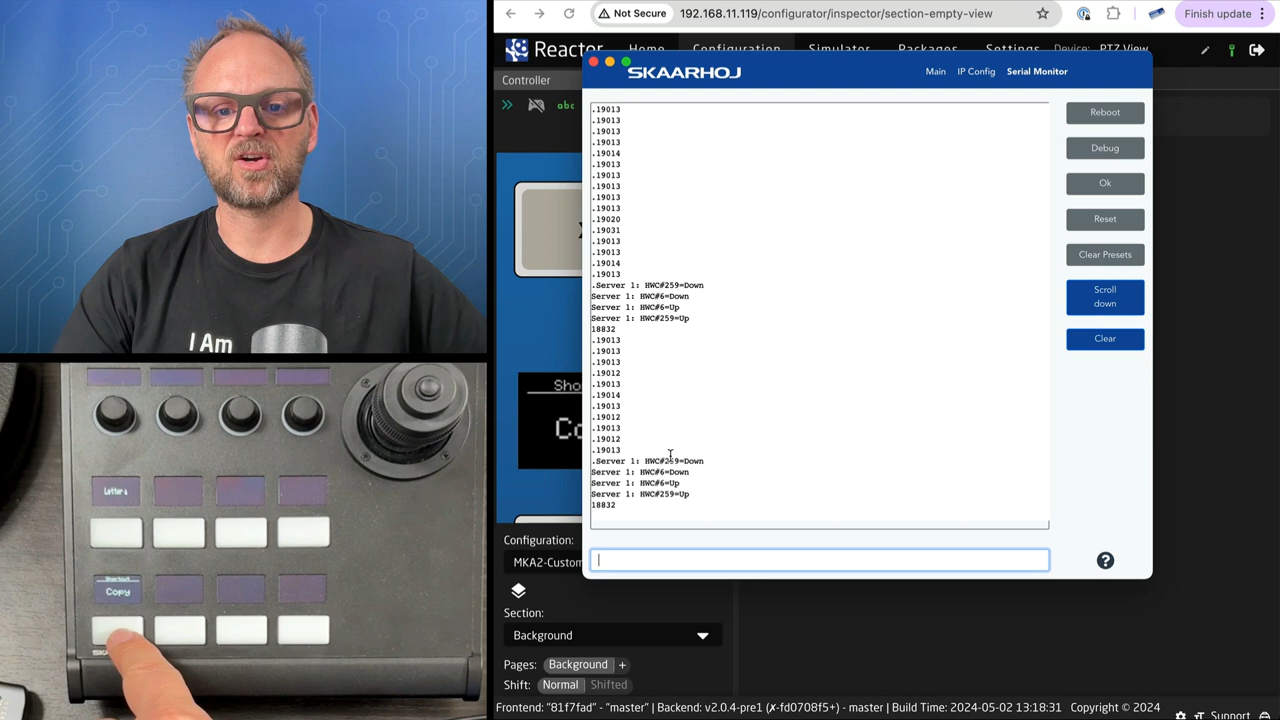 Not Secure
192.168.11.119/configurator/inspector/section-empty-view
Finish update
Reactor
Home
Configuration
Simulator
Packages
Settings
Device: PTZ View
Controller
abc
SKAARHOJ
Main
IP Config
Serial Monitor
.19013
.19013
.19013
.19013
.19014
.19013
.19013
.19013
.19013
.19013
.19020
.19031
.19013
.19013
.19014
.19013
.Server 1: HWC#259=Down
Server 1: HWC#6=Down
Server 1: HWC#6=Up
Server 1: HWC#259=Up
18832
.19013
.19013
.19013
.19012
.19013
.19014
.19013
.19012
.19013
.19012
.19013
.Server 1: HWC#259=Down
Server 1: HWC#6=Down
Server 1: HWC#6=Up
Server 1: HWC#259=Up
18832
Reboot
Debug
Ok
Reset
Clear Presets
Scroll
down
Clear
?
Sho
Co
Configuration:
MKA2-Custom
Section:
Background
Pages: Background +
Shift: Normal Shifted
Frontend: "81f7fad" - "master" | Backend: v2.0.4-pre1 (✗-fd0708f5+) - master | Build Time: 2024-05-02 13:18:31 Copyright © 2024
Support
I Am
Letter
Shortcut
Copy